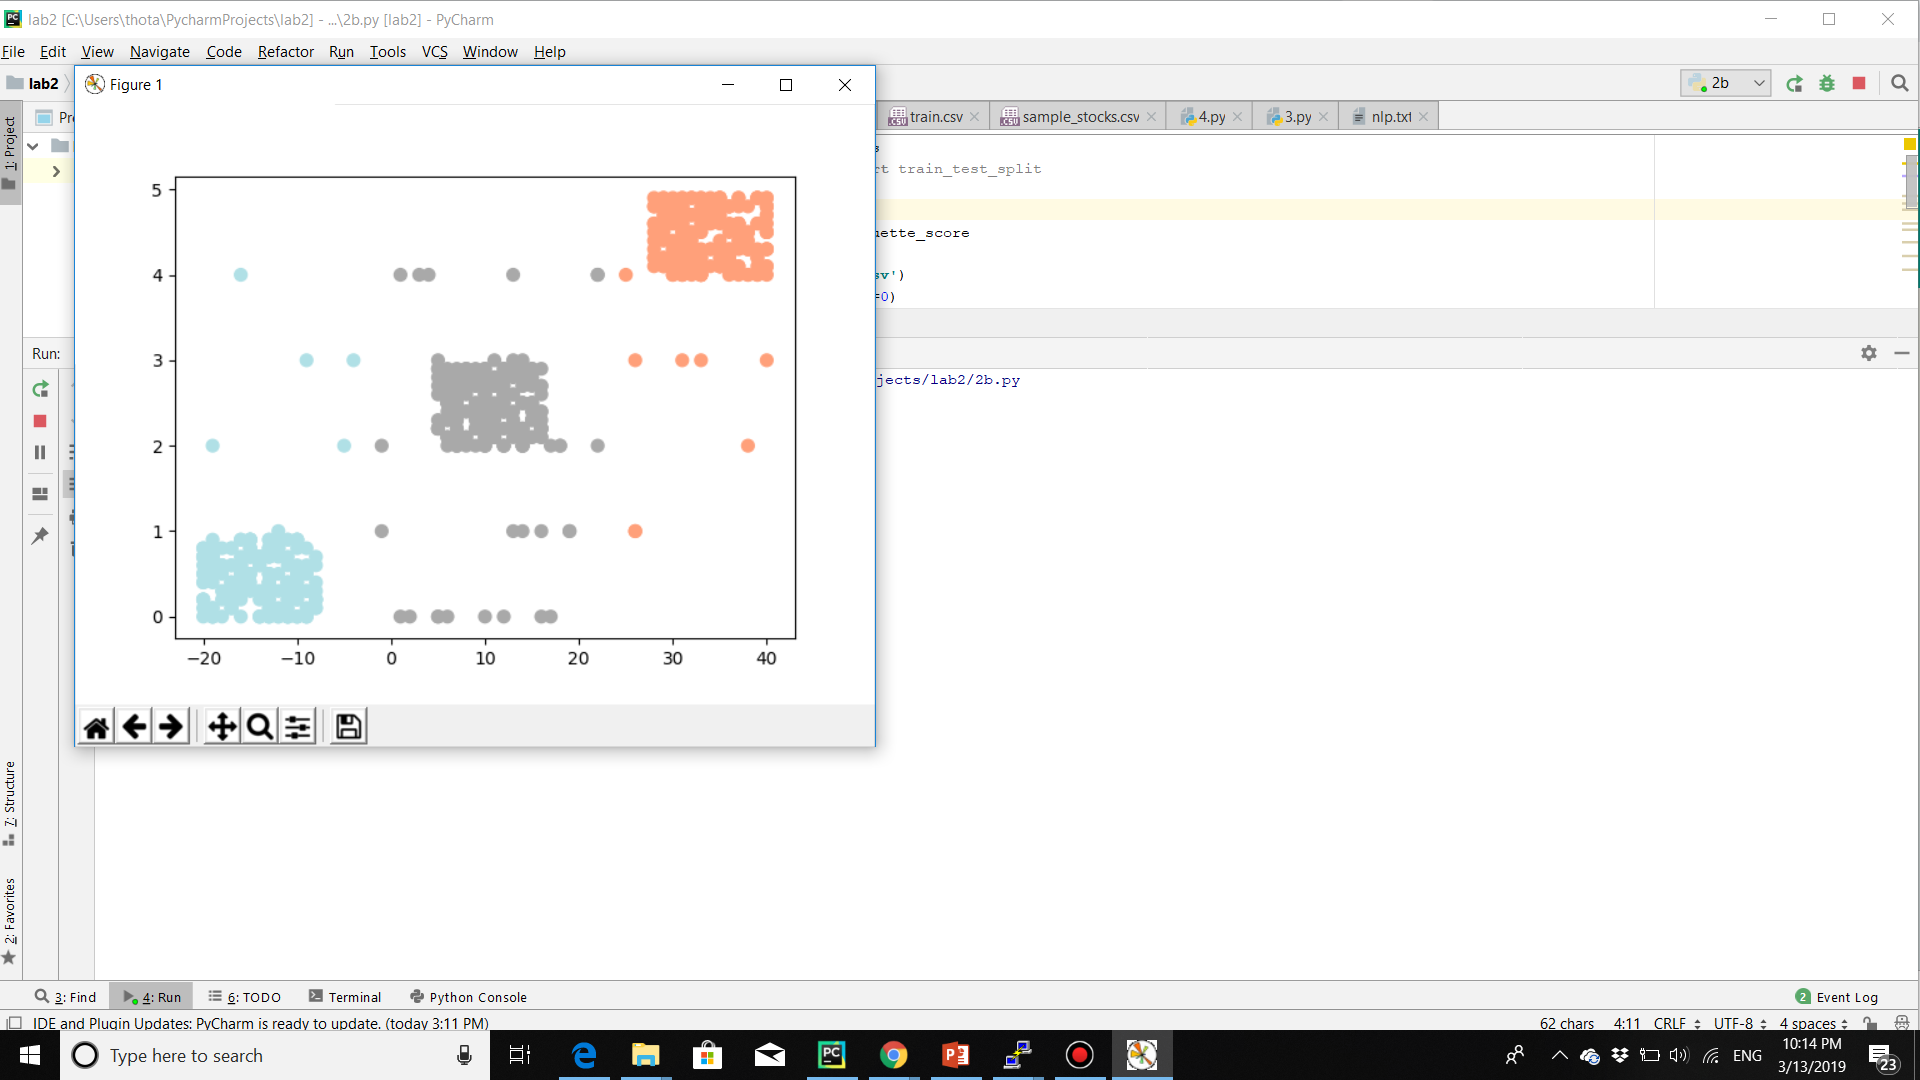 lab2 [C:\Users\thota\PycharmProjects\lab2] - ...\2b.py [lab2] - PyCharm
File Edit View Navigate Code Refactor Run Tools VCS Window Help
lab2
Figure 1
2b
1: Project
train.csv
sample_stocks.csv
4.py
3.py
nlp.txt
train_test_split
uette_score
sv')
=0)
5
4
3
2
1
0
−20
−10
0
10
20
30
40
Run:
jects/lab2/2b.py
7: Structure
2: Favorites
3: Find
4: Run
6: TODO
Terminal
Python Console
2 Event Log
IDE and Plugin Updates: PyCharm is ready to update. (today 3:11 PM)
62 chars 4:11 CRLF UTF-8 4 spaces
Type here to search
ENG
10:14 PM
3/13/2019
23